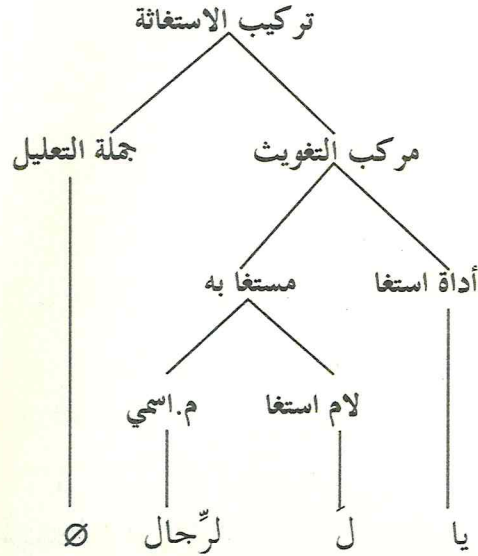 تركيب الاستغاثة
مركب التغويث جملة التعليل
أداة استغا مستغا به
لام استغا م.اسمي
يا لَ لرِّجال Ø